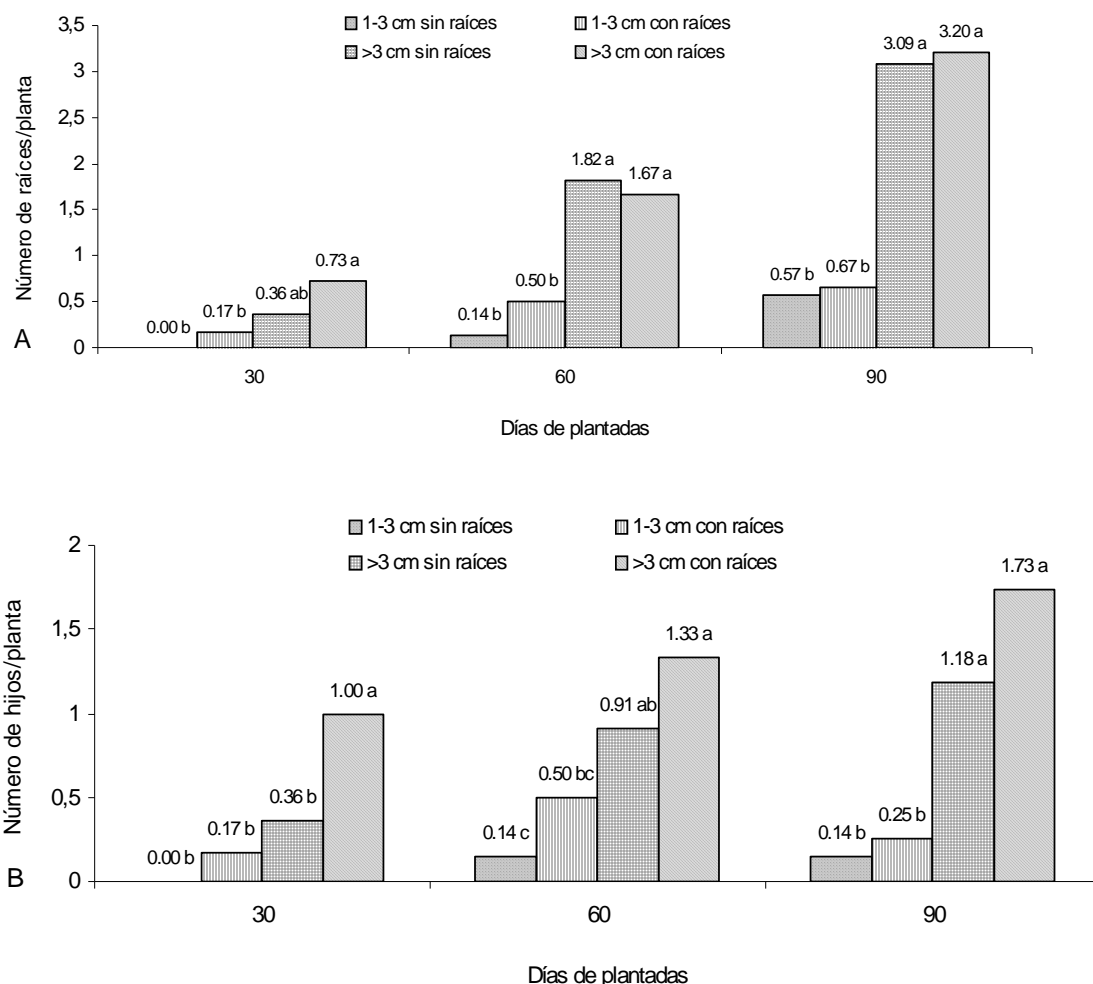 1-3 cm sin raíces 1-3 cm con raíces
>3 cm sin raíces >3 cm con raíces
Número de raíces/planta
3,5
3
2,5
2
1,5
1
0,5
0
0.00 b 0.17 b 0.36 ab 0.73 a
0.14 b 0.50 b 1.82 a 1.67 a
0.57 b 0.67 b 3.09 a 3.20 a
A
30 60 90
Días de plantadas
1-3 cm sin raíces 1-3 cm con raíces
>3 cm sin raíces >3 cm con raíces
Número de hijos/planta
2
1,5
1
0,5
0
0.00 b 0.17 b 0.36 b 1.00 a
0.14 c 0.50 bc 0.91 ab 1.33 a
0.14 b 0.25 b 1.18 a 1.73 a
B
30 60 90
Días de plantadas